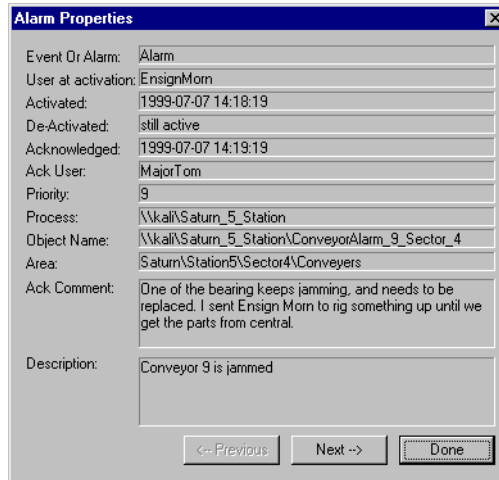 Alarm Properties
Event Or Alarm: Alarm
User at activation: EnsignMorn
Activated: 1999-07-07 14:18:19
De-Activated: still active
Acknowledged: 1999-07-07 14:19:19
Ack User: MajorTom
Priority: 9
Process: \\kali\Saturn_5_Station
Object Name: \\kali\Saturn_5_Station\ConveyorAlarm_9_Sector_4
Area: Saturn\Station5\Sector4\Conveyers
Ack Comment: One of the bearing keeps jamming, and needs to be
replaced. I sent Ensign Morn to rig something up until we
get the parts from central.
Description: Conveyor 9 is jammed
<-- Previous Next --> Done